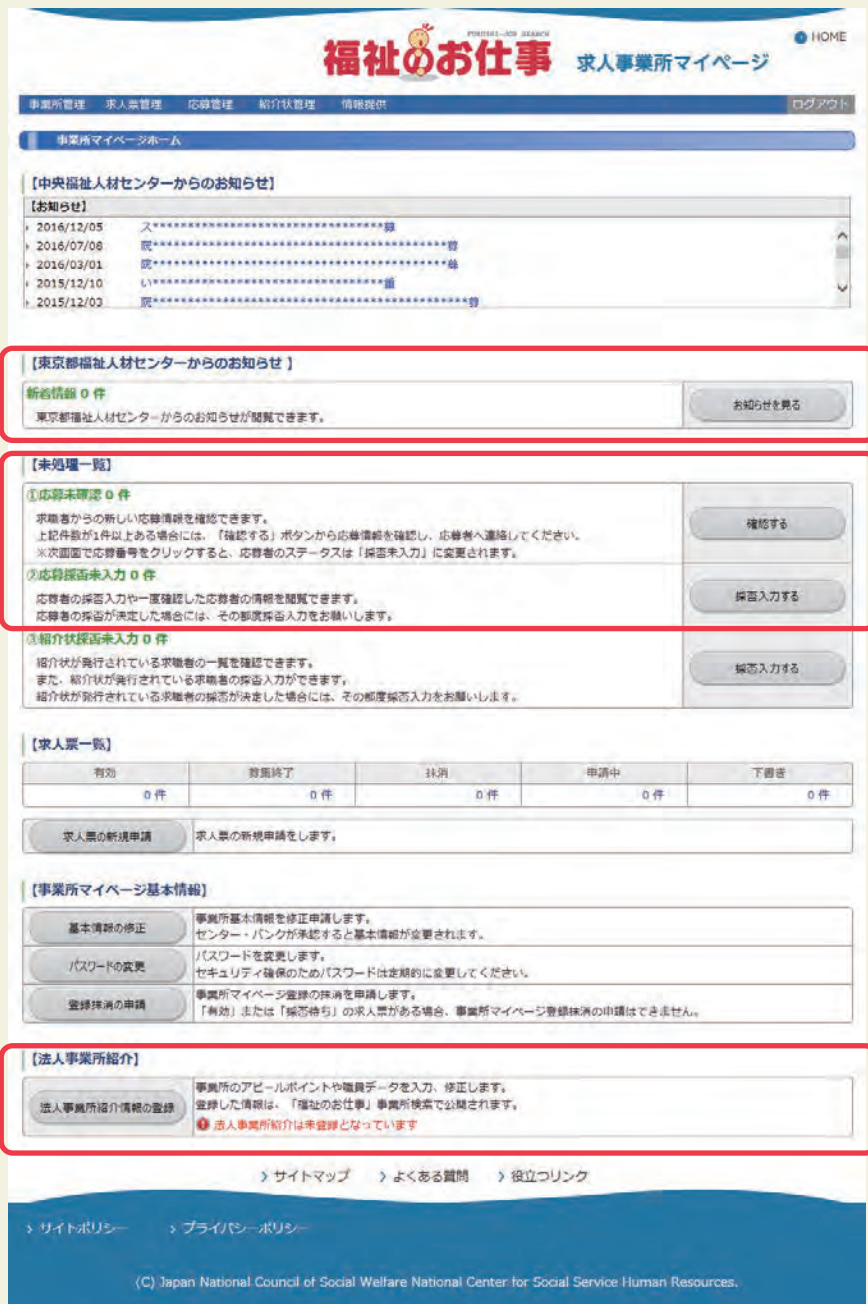 FUKUSHI-JOB SEARCH
福祉のお仕事 求人事業所マイページ
HOME
事業所管理 求人票管理 応募管理 紹介状管理 情報提供 ログアウト
事業所マイページホーム
【中央福祉人材センターからのお知らせ】
【お知らせ】
2016/12/05
2016/07/08
2016/03/01
2015/12/10
2015/12/03
【東京都福祉人材センターからのお知らせ 】
新着情報 0 件
東京都福祉人材センターからのお知らせが閲覧できます。
お知らせを見る
【未処理一覧】
①応募未確認 0 件
求職者からの新しい応募情報を確認できます。
上記件数が1件以上ある場合には、「確認する」ボタンから応募情報を確認し、応募者へ連絡してください。
※次画面で応募番号をクリックすると、応募者のステータスは「採否未入力」に変更されます。
確認する
②応募採否未入力 0 件
応募者の採否入力や一度確認した応募者の情報を閲覧できます。
応募者の採否が決定した場合には、その都度採否入力をお願いします。
採否入力する
③紹介状採否未入力 0 件
紹介状が発行されている求職者の一覧を確認できます。
また、紹介状が発行されている求職者の採否入力ができます。
紹介状が発行されている求職者の採否が決定した場合には、その都度採否入力をお願いします。
採否入力する
【求人票一覧】
有効 募集終了 抹消 申請中 下書き
0 件 0 件 0 件 0 件 0 件
求人票の新規申請 求人票の新規申請をします。
【事業所マイページ基本情報】
基本情報の修正
事業所基本情報を修正申請します。
センター・バンクが承認すると基本情報が変更されます。
パスワードの変更
パスワードを変更します。
セキュリティ確保のためパスワードは定期的に変更してください。
登録抹消の申請
事業所マイページ登録の抹消を申請します。
「有効」または「採否待ち」の求人票がある場合、事業所マイページ登録抹消の申請はできません。
【法人事業所紹介】
法人事業所紹介情報の登録
事業所のアピールポイントや職員データを入力、修正します。
登録した情報は、「福祉のお仕事」事業所検索で公開されます。
法人事業所紹介は未登録となっています
サイトマップ よくある質問 役立つリンク
サイトポリシー プライバシーポリシー
(C) Japan National Council of Social Welfare National Center for Social Service Human Resources.